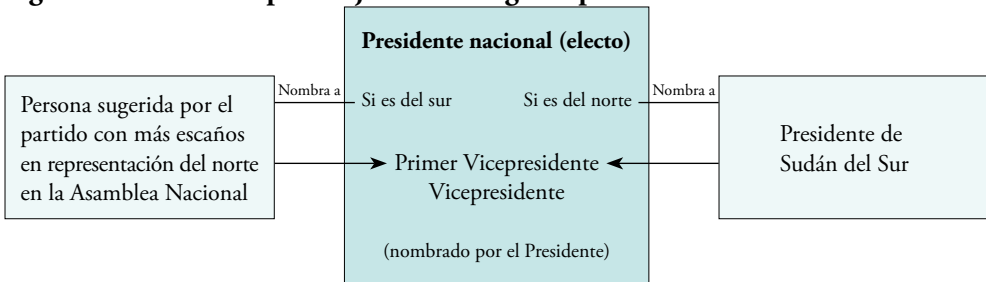 Presidente nacional (electo)
Nombra a
Si es del sur
Si es del norte
Nombra a
Persona sugerida por el
partido con más escaños
en representación del norte
en la Asamblea Nacional
Primer Vicepresidente
Vicepresidente
(nombrado por el Presidente)
Presidente de
Sudán del Sur